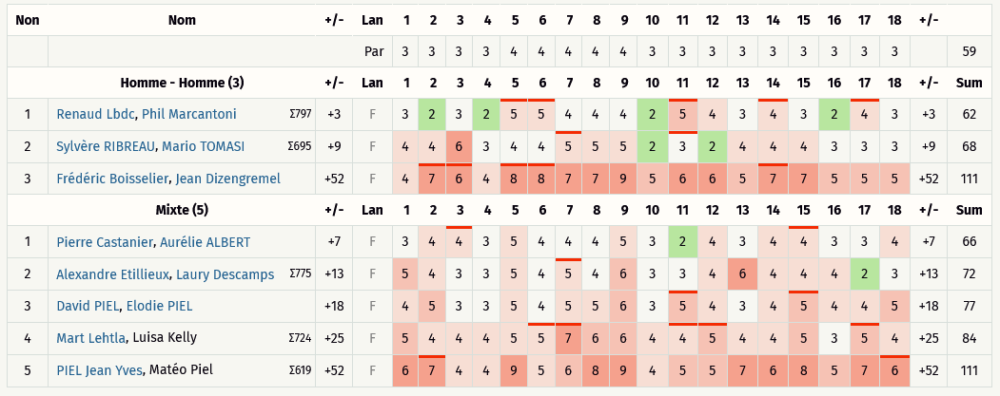 Non Nom +/- Lan 1 2 3 4 5 6 7 8 9 10 11 12 13 14 15 16 17 18 +/-
Par 3 3 3 3 4 4 4 4 4 3 3 3 3 3 3 3 3 3 59
Homme - Homme (3) +/- Lan 1 2 3 4 5 6 7 8 9 10 11 12 13 14 15 16 17 18 +/- Sum
1 Renaud Lbdc, Phil Marcantoni Σ797 +3 F 3 2 3 2 5 5 4 4 4 2 5 4 3 4 3 2 4 3 +3 62
2 Sylvère RIBREAU, Mario TOMASI Σ695 +9 F 4 4 6 3 4 4 5 5 5 2 3 2 4 4 4 3 3 3 +9 68
3 Frédéric Boisselier, Jean Dizengremel +52 F 4 7 6 4 8 8 7 7 9 5 6 6 5 7 7 5 5 5 +52 111
Mixte (5) +/- Lan 1 2 3 4 5 6 7 8 9 10 11 12 13 14 15 16 17 18 +/- Sum
1 Pierre Castanier, Aurélie ALBERT +7 F 3 4 4 3 5 4 4 4 5 3 2 4 3 4 4 3 3 4 +7 66
2 Alexandre Etillieux, Laury Descamps Σ775 +13 F 5 4 3 3 5 4 5 4 6 3 3 4 6 4 4 4 2 3 +13 72
3 David PIEL, Elodie PIEL +18 F 4 5 3 3 5 4 5 5 6 3 5 4 3 4 5 4 4 5 +18 77
4 Mart Lehtla, Luisa Kelly Σ724 +25 F 5 4 4 4 5 5 7 6 6 4 4 5 4 4 5 3 5 4 +25 84
5 PIEL Jean Yves, Matéo Piel Σ619 +52 F 6 7 4 4 9 5 6 8 9 4 5 5 7 6 8 5 7 6 +52 111